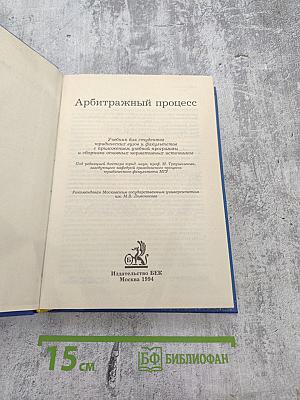 Арбитражный процесс
Учебник для студентов
юридических вузов и факультетов
с приложением учебной программы
и сборника основных нормативных источников
Под редакцией доктора юрид. наук, проф. М. Треушникова,
заведующего кафедрой гражданского процесса
юридического факультета МГУ
Рекомендован Московским государственным университетом
им. М.В. Ломоносова
Издательство БЕК
Москва 1994
15 см
БФ БИБЛИОФАН